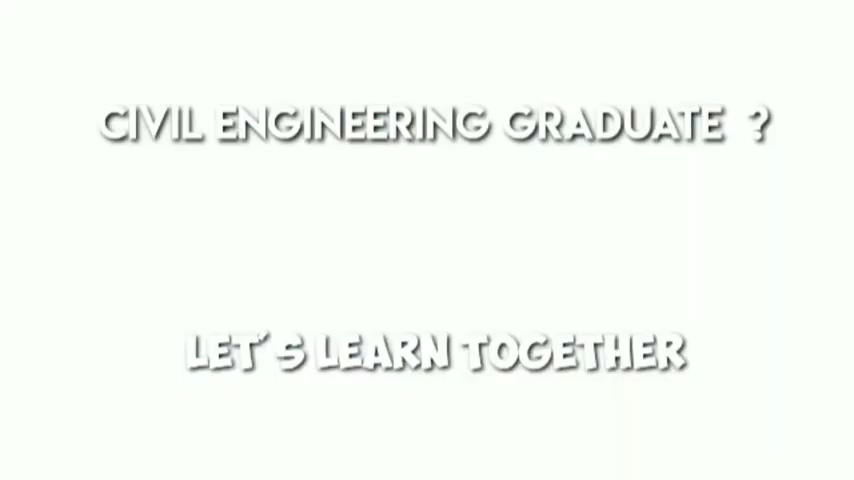 CIVIL ENGINEERING GRADUATE ?
LET'S LEARN TOGETHER